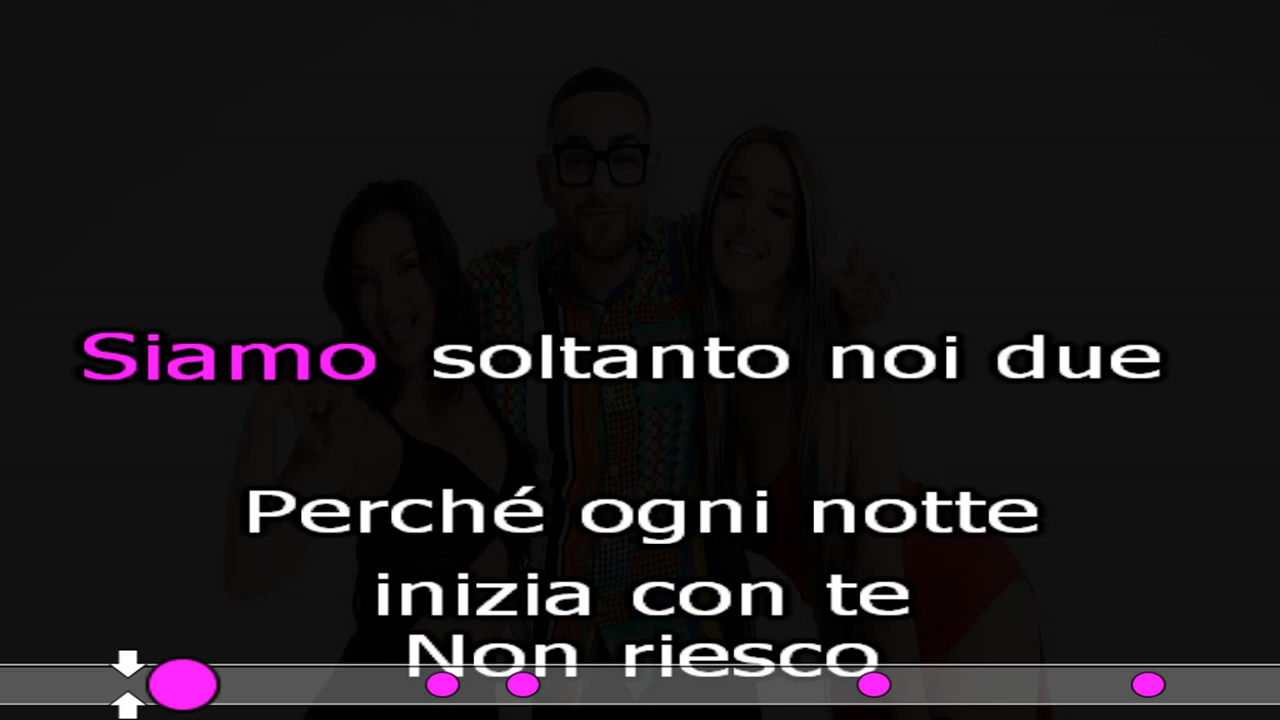 Siamo soltanto noi due
Perché ogni notte
inizia con te
Non riesco